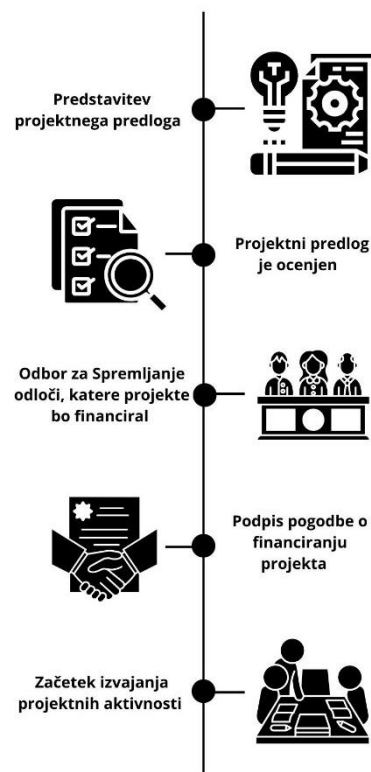 Predstavitev
projektnega predloga
Projektni predlog
je ocenjen
Odbor za Spremljanje
odloči, katere projekte
bo financiral
Podpis pogodbe o
financiranju
projekta
Začetek izvajanja
projektnih aktivnosti